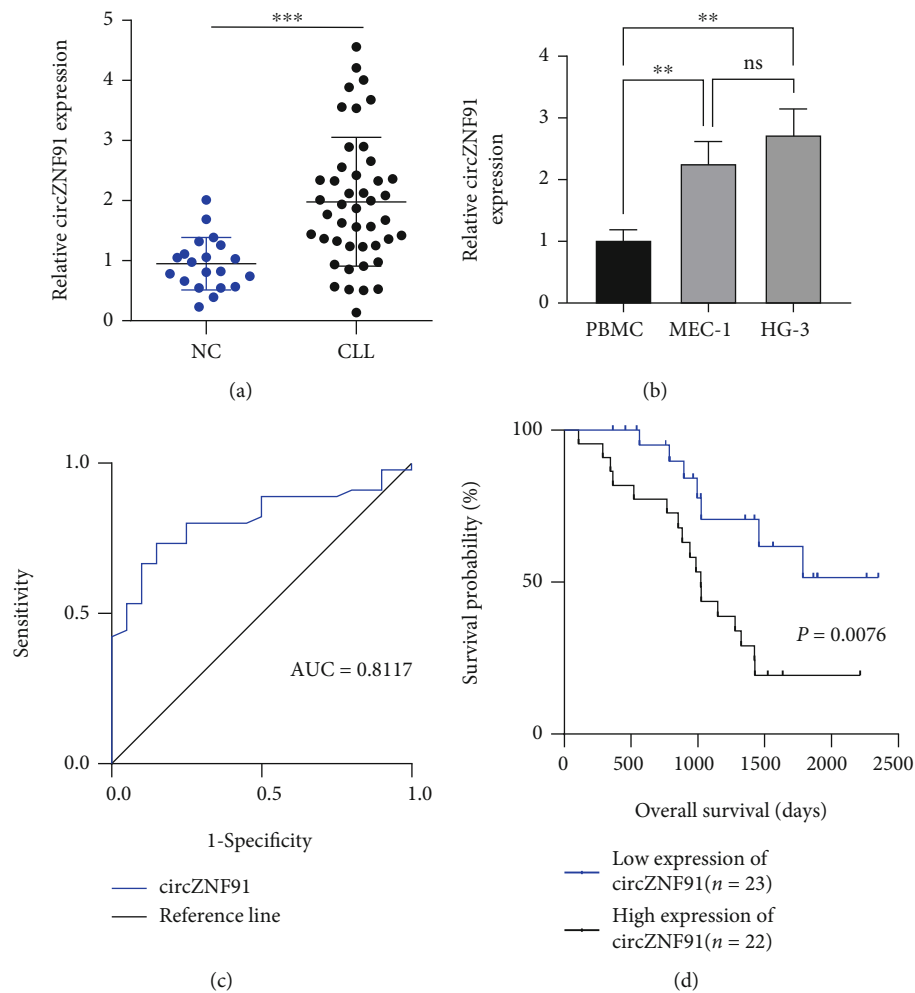 Relative circZNF91 expression
5
4
3
2
1
0
***
NC
CLL
(a)
Relative circZNF91
expression
4
3
2
1
0
**
**
ns
PBMC
MEC-1
HG-3
(b)
Sensitivity
1.0
0.5
0.0
AUC = 0.8117
0.0
0.5
1.0
1-Specificity
circZNF91
Reference line
(c)
Survival probability (%)
100
50
0
P = 0.0076
0
500
1000
1500
2000
2500
Overall survival (days)
Low expression of
circZNF91(n = 23)
High expression of
circZNF91(n = 22)
(d)